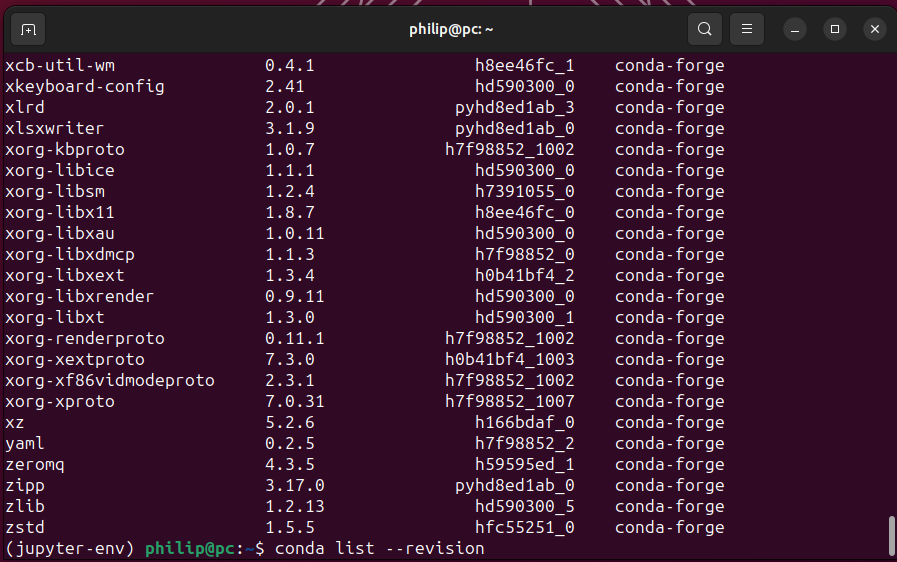 philip@pc: ~
xcb-util-wm 0.4.1 h8ee46fc_1 conda-forge
xkeyboard-config 2.41 hd590300_0 conda-forge
xlrd 2.0.1 pyhd8ed1ab_3 conda-forge
xlsxwriter 3.1.9 pyhd8ed1ab_0 conda-forge
xorg-kbproto 1.0.7 h7f98852_1002 conda-forge
xorg-libice 1.1.1 hd590300_0 conda-forge
xorg-libsm 1.2.4 h7391055_0 conda-forge
xorg-libx11 1.8.7 h8ee46fc_0 conda-forge
xorg-libxau 1.0.11 hd590300_0 conda-forge
xorg-libxdmcp 1.1.3 h7f98852_0 conda-forge
xorg-libxext 1.3.4 h0b41bf4_2 conda-forge
xorg-libxrender 0.9.11 hd590300_0 conda-forge
xorg-libxt 1.3.0 hd590300_1 conda-forge
xorg-renderproto 0.11.1 h7f98852_1002 conda-forge
xorg-xextproto 7.3.0 h0b41bf4_1003 conda-forge
xorg-xf86vidmodeproto 2.3.1 h7f98852_1002 conda-forge
xorg-xproto 7.0.31 h7f98852_1007 conda-forge
xz 5.2.6 h166bdaf_0 conda-forge
yaml 0.2.5 h7f98852_2 conda-forge
zeromq 4.3.5 h59595ed_1 conda-forge
zipp 3.17.0 pyhd8ed1ab_0 conda-forge
zlib 1.2.13 hd590300_5 conda-forge
zstd 1.5.5 hfc55251_0 conda-forge
(jupyter-env) philip@pc:~$ conda list --revision